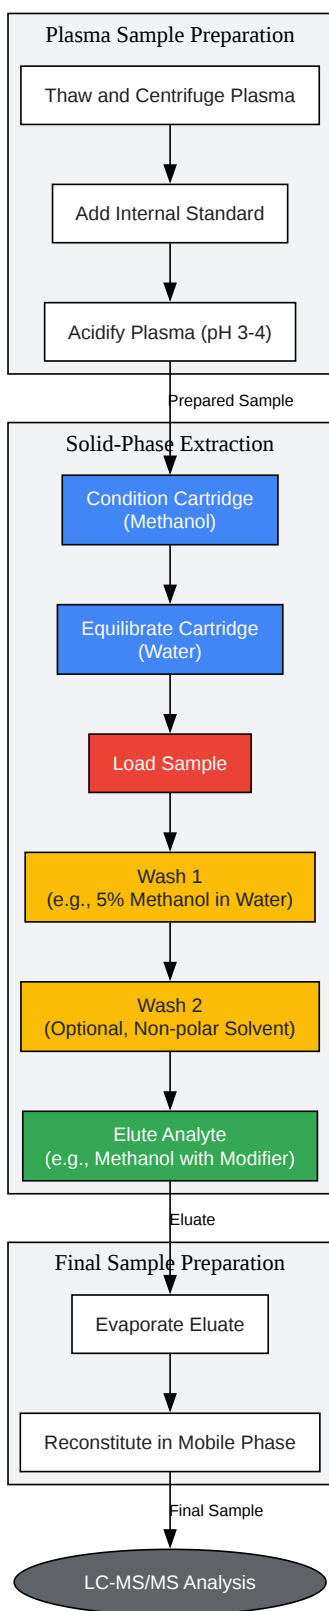 Plasma Sample Preparation
Thaw and Centrifuge Plasma
Add Internal Standard
Acidify Plasma (pH 3-4)
Prepared Sample
Solid-Phase Extraction
Condition Cartridge
(Methanol)
Equilibrate Cartridge
(Water)
Load Sample
Wash 1
(e.g., 5% Methanol in Water)
Wash 2
(Optional, Non-polar Solvent)
Elute Analyte
(e.g., Methanol with Modifier)
Eluate
Final Sample Preparation
Evaporate Eluate
Reconstitute in Mobile Phase
Final Sample
LC-MS/MS Analysis